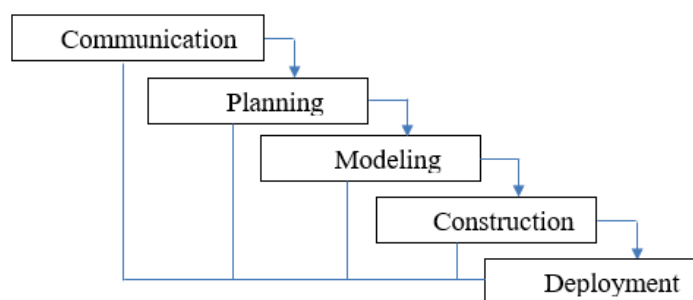 Communication
Planning
Modeling
Construction
Deployment